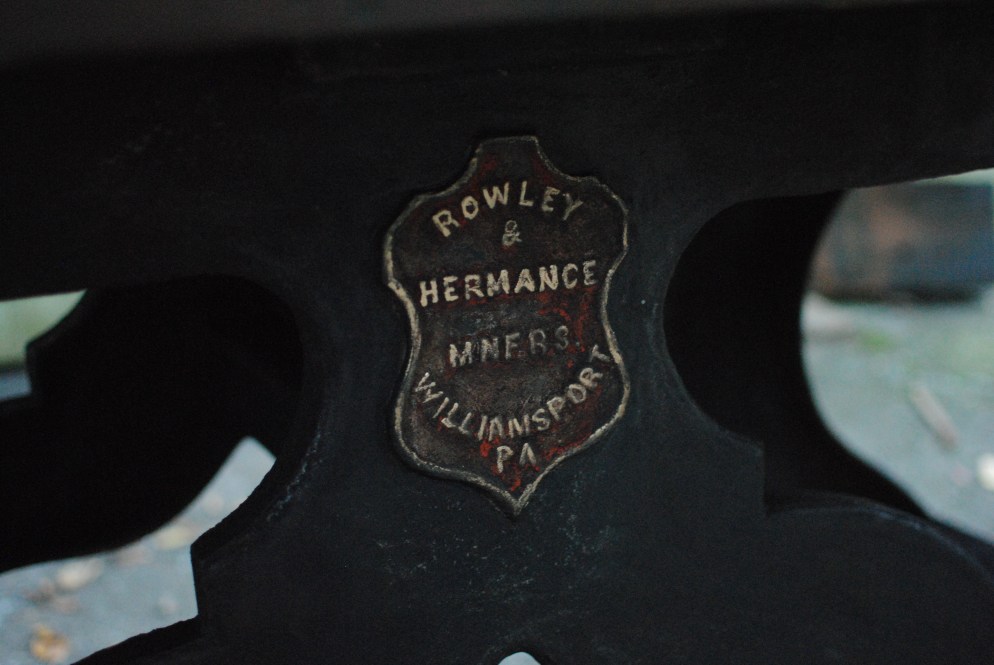 ROWLEY
&
HERMANCE
MNFRS.
WILLIAMSPORT
PA